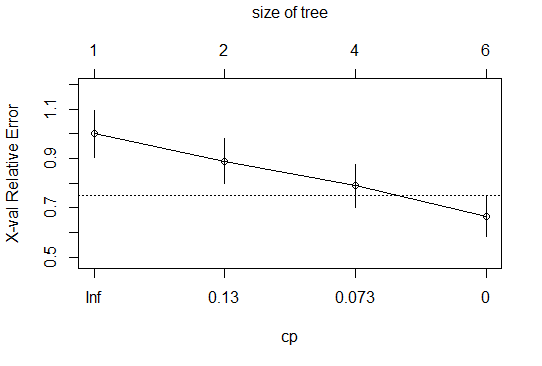 size of tree
1 2 4 6
X-val Relative Error
1.1
0.9
0.7
0.5
Inf 0.13 0.073 0
cp